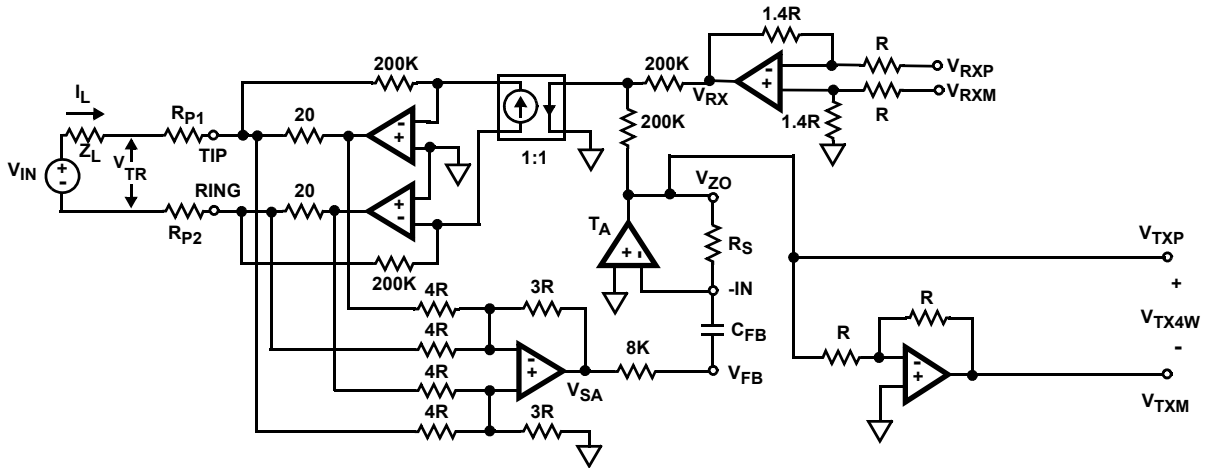 1.4R
R
V_RXP
200K
200K
V_RX
R
V_RXM
I_L
R_P1
20
-
+
1:1
200K
1.4R
Z_L
TIP
V_IN
+
-
V_TR
RING
20
+
-
V_ZO
R_P2
T_A
+ -
R_S
200K
-IN
V_TXP
+
4R
3R
R
4R
-
+
8K
C_FB
R
V_TX4W
-
4R
V_SA
V_FB
-
+
V_TXM
4R
3R
-
+